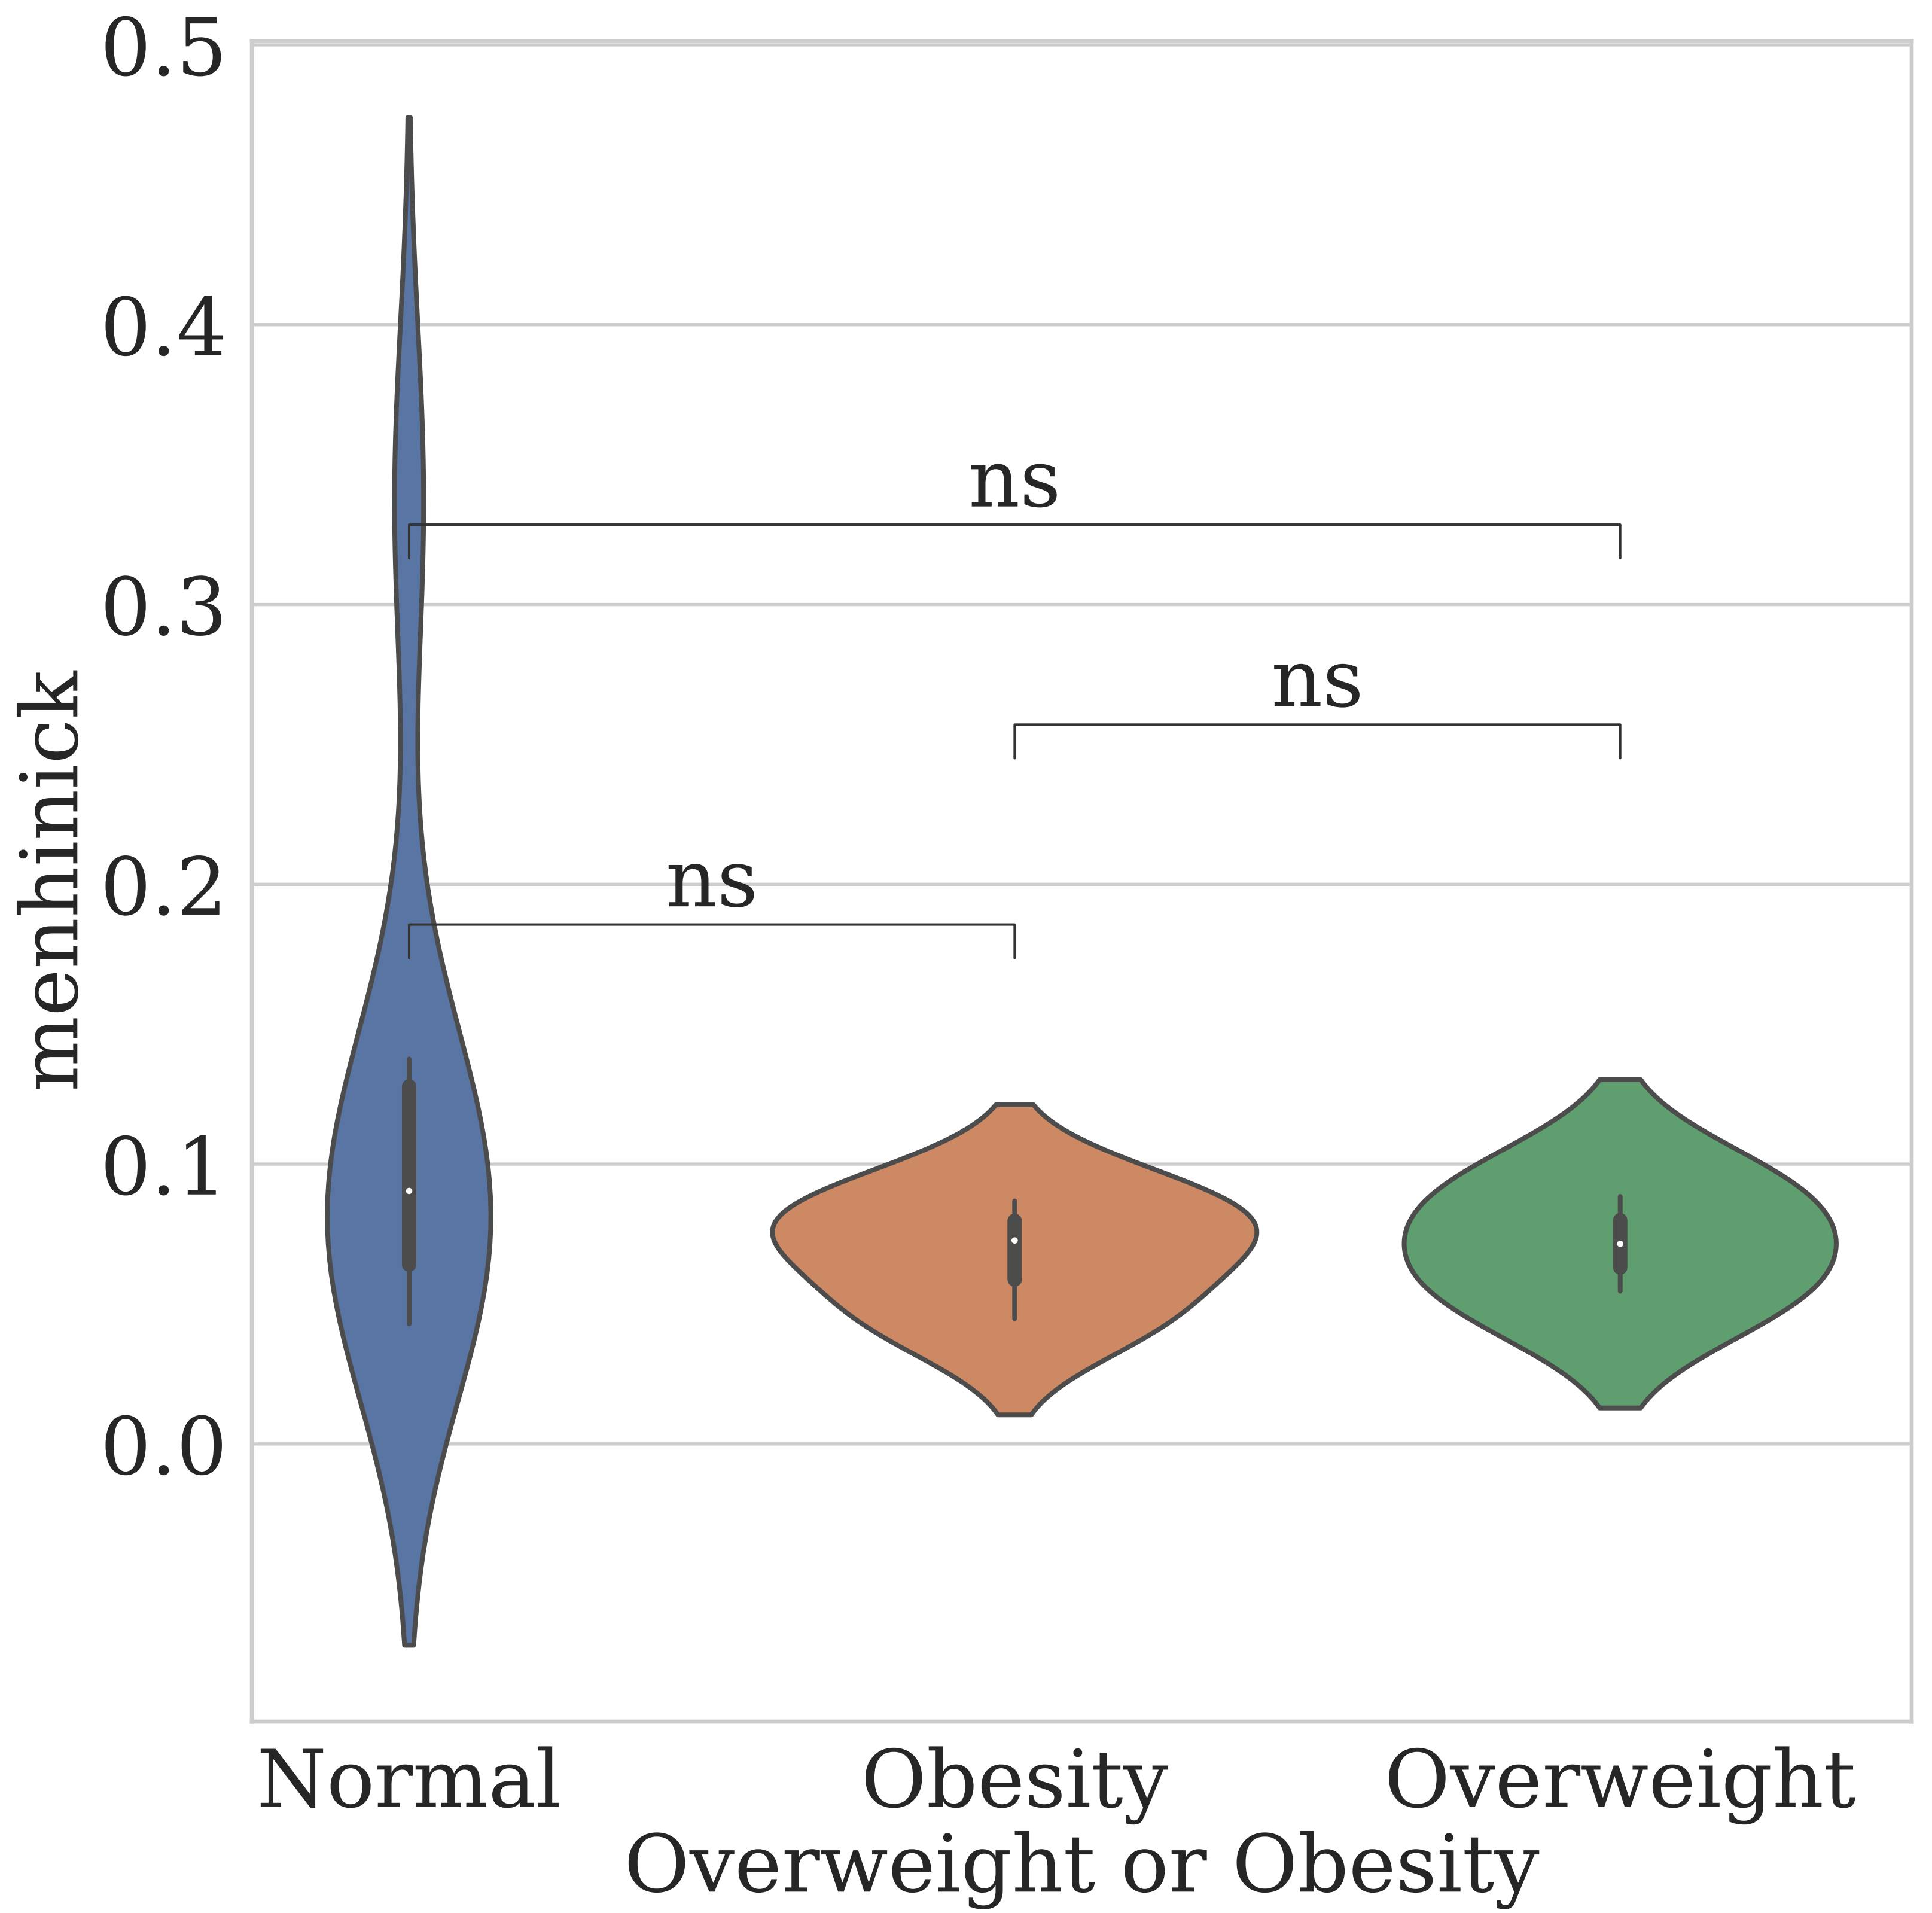 0.5
0.4
ns
0.3
ns
menhinick
0.2
ns
0.1
0.0
Normal
Obesity
Overweight
Overweight or Obesity